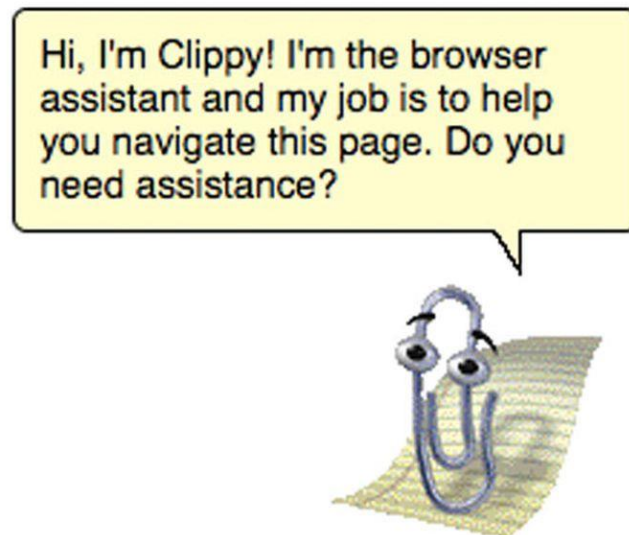 Hi, I'm Clippy! I'm the browser
assistant and my job is to help
you navigate this page. Do you
need assistance?